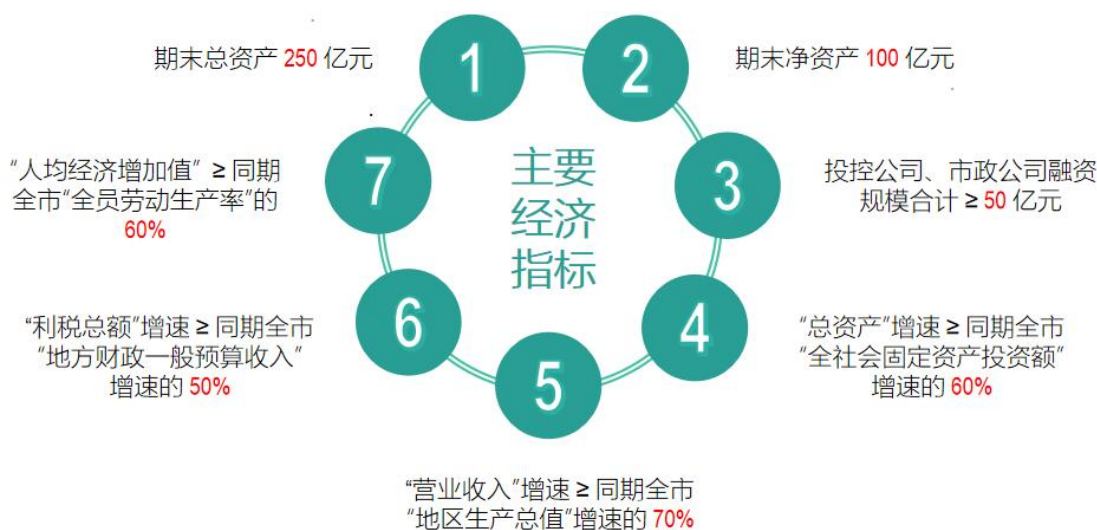 1
期末总资产 250 亿元
2
期末净资产 100 亿元
3
投控公司、市政公司融资
规模合计 ≥ 50 亿元
4
“总资产”增速 ≥ 同期全市
“全社会固定资产投资额”
增速的 60%
5
“营业收入”增速 ≥ 同期全市
“地区生产总值”增速的 70%
6
“利税总额”增速 ≥ 同期全市
“地方财政一般预算收入”
增速的 50%
7
“人均经济增加值” ≥ 同期
全市“全员劳动生产率”的
60%
主要
经济
指标